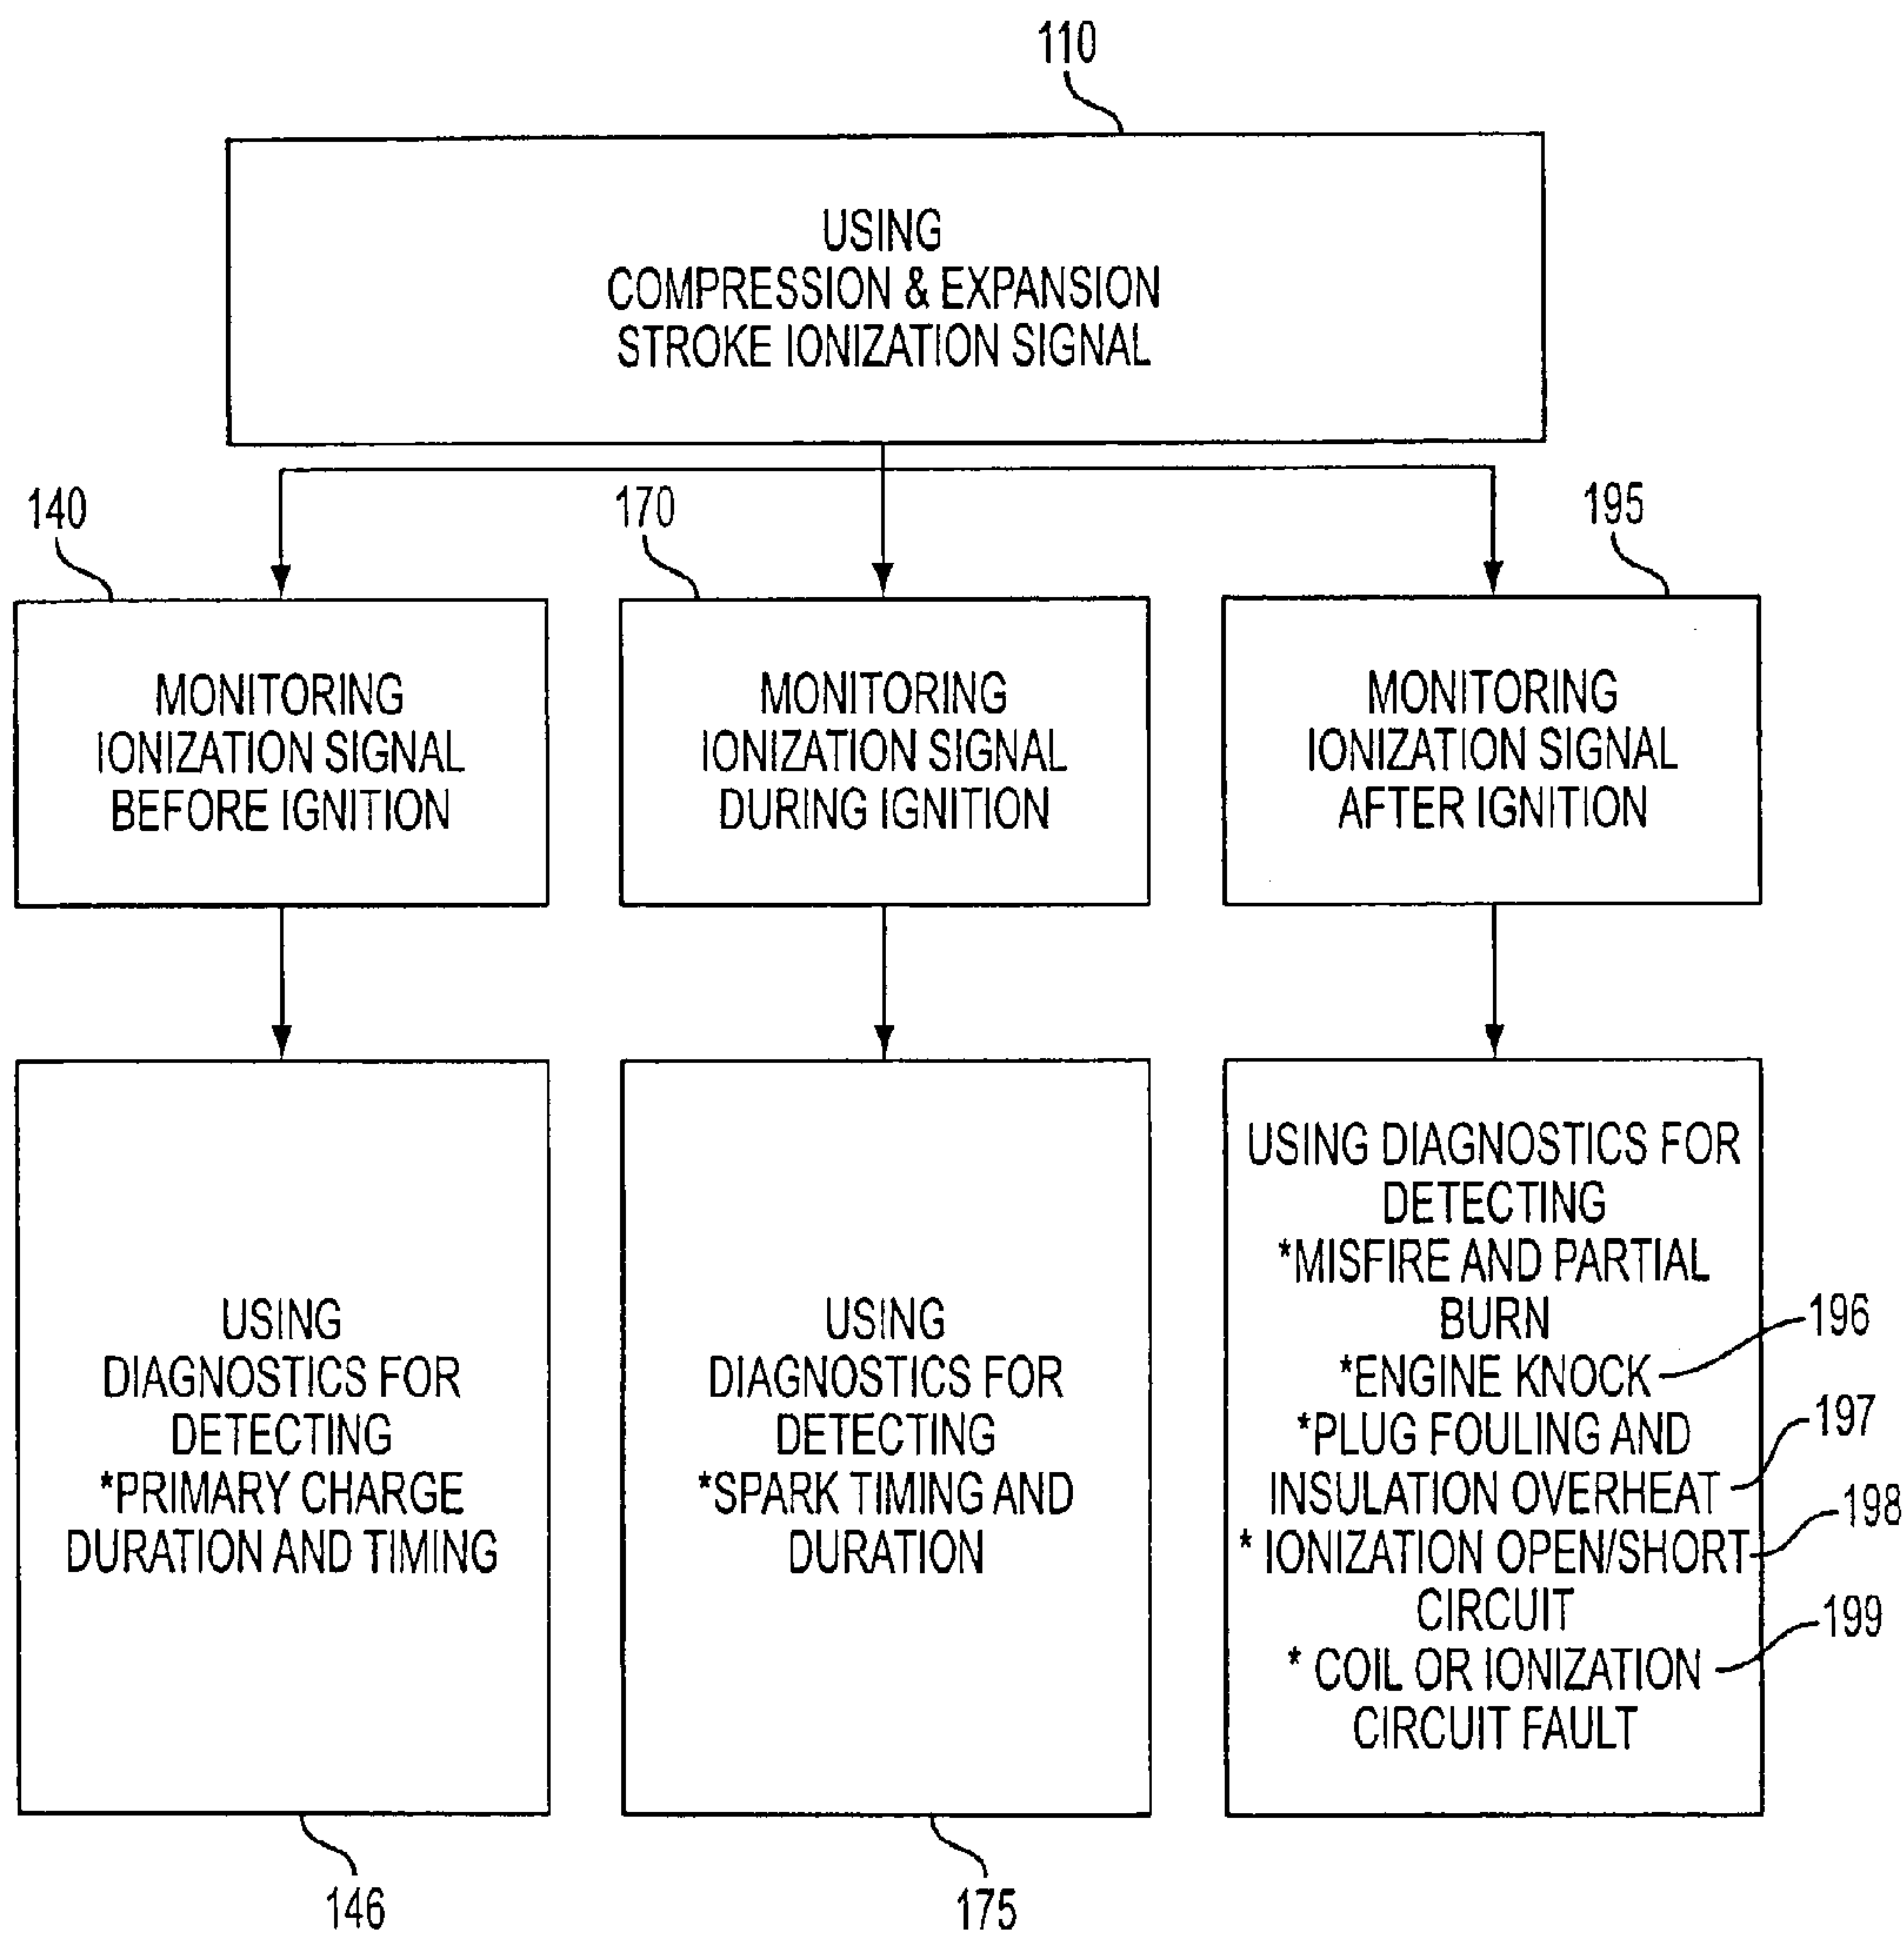 110
USING
COMPRESSION & EXPANSION
STROKE IONIZATION SIGNAL
140
170
195
MONITORING
IONIZATION SIGNAL
BEFORE IGNITION
MONITORING
IONIZATION SIGNAL
DURING IGNITION
MONITORING
IONIZATION SIGNAL
AFTER IGNITION
USING
DIAGNOSTICS FOR
DETECTING
*PRIMARY CHARGE
DURATION AND TIMING
146
USING
DIAGNOSTICS FOR
DETECTING
*SPARK TIMING AND
DURATION
175
USING DIAGNOSTICS FOR
DETECTING
*MISFIRE AND PARTIAL
BURN
*ENGINE KNOCK
196
*PLUG FOULING AND
INSULATION OVERHEAT
197
* IONIZATION OPEN/SHORT
CIRCUIT
198
* COIL OR IONIZATION
CIRCUIT FAULT
199